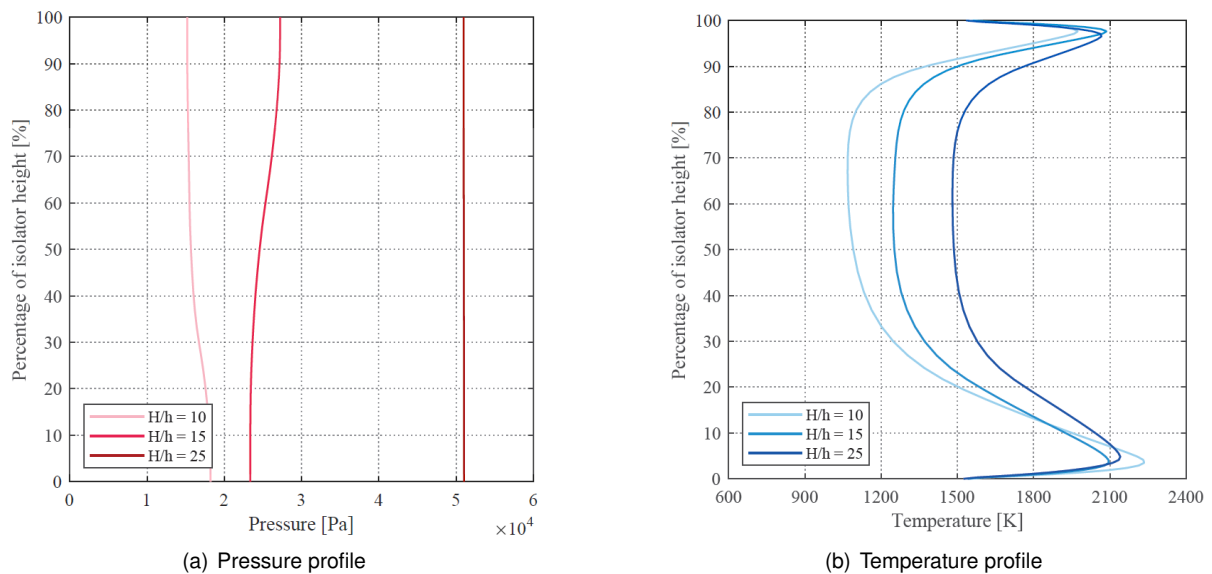 100
90
80
70
60
50
40
30
20
10
0
Percentage of isolator height [%]
H/h = 10
H/h = 15
H/h = 25
0 1 2 3 4 5 6
Pressure [Pa]
×10⁴
(a) Pressure profile
100
90
80
70
60
50
40
30
20
10
0
Percentage of isolator height [%]
H/h = 10
H/h = 15
H/h = 25
600 900 1200 1500 1800 2100 2400
Temperature [K]
(b) Temperature profile